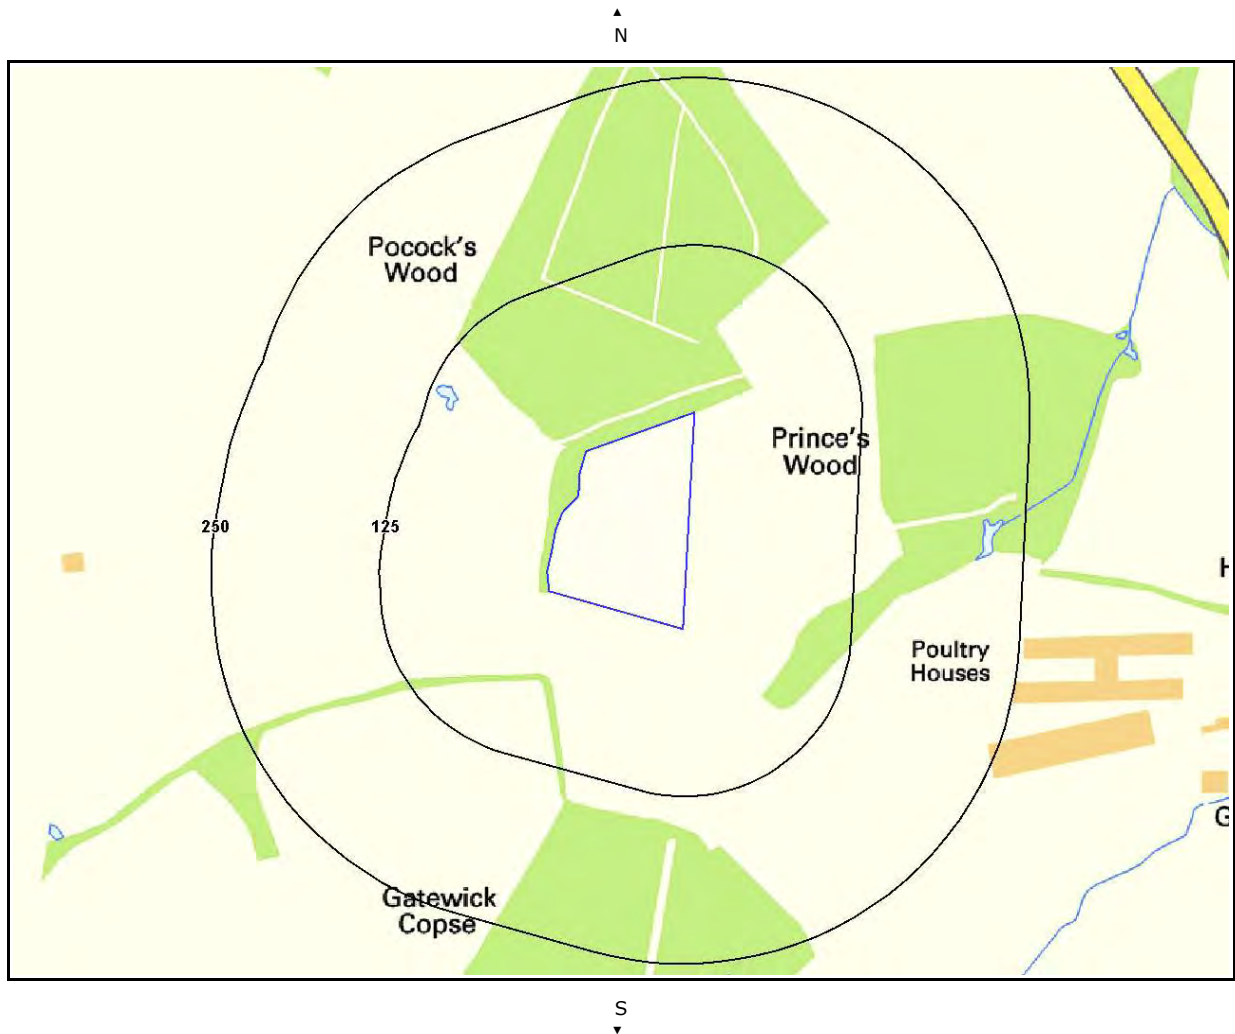 N
Pocock's
Wood
Prince's
Wood
250
125
H
Poultry
Houses
G
Gatewick
Copse
S